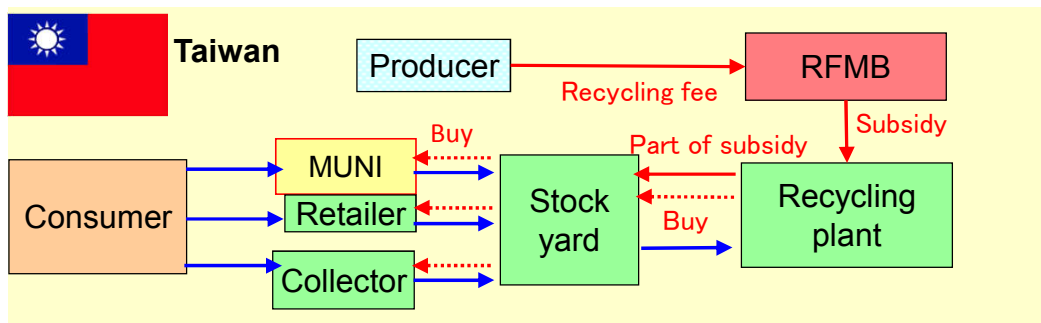 Taiwan
Producer
RFMB
Recycling fee
Subsidy
Buy
Part of subsidy
MUNI
Consumer
Retailer
Stock
yard
Recycling
plant
Buy
Collector